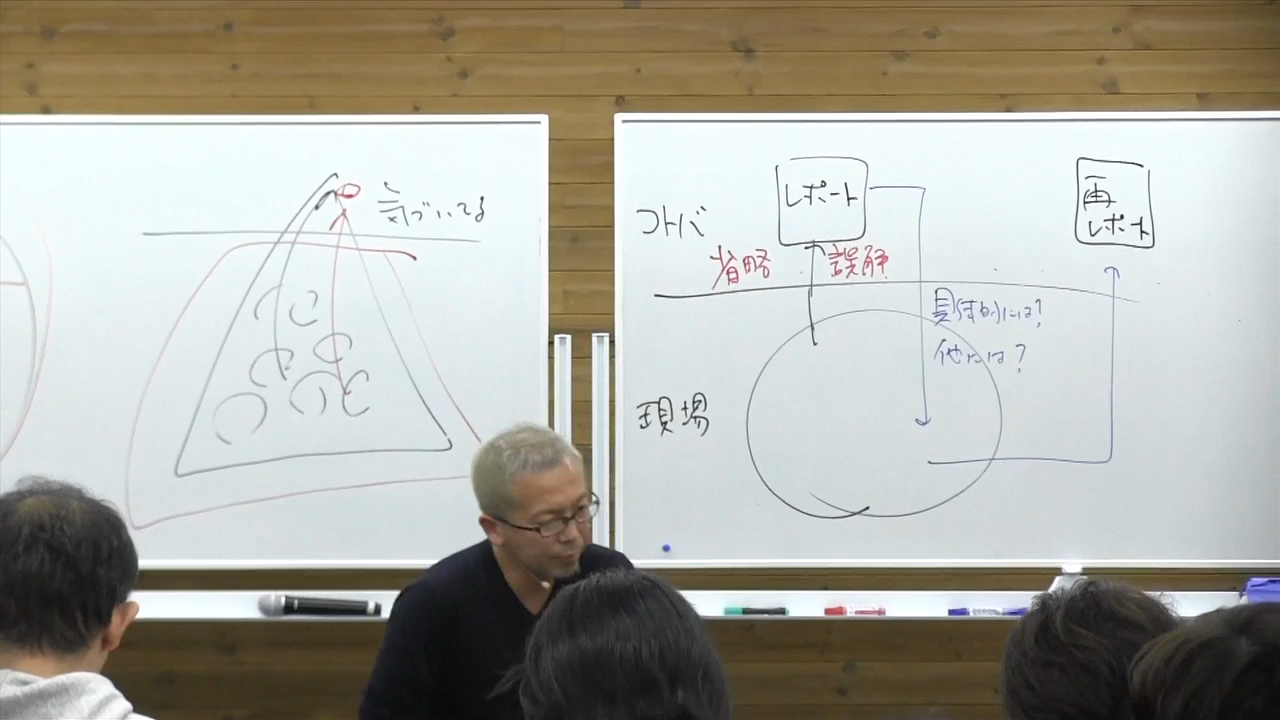 気づいてる
レポート
再
レポート
コトバ
省略 誤解
具体的には?
他には?
現場